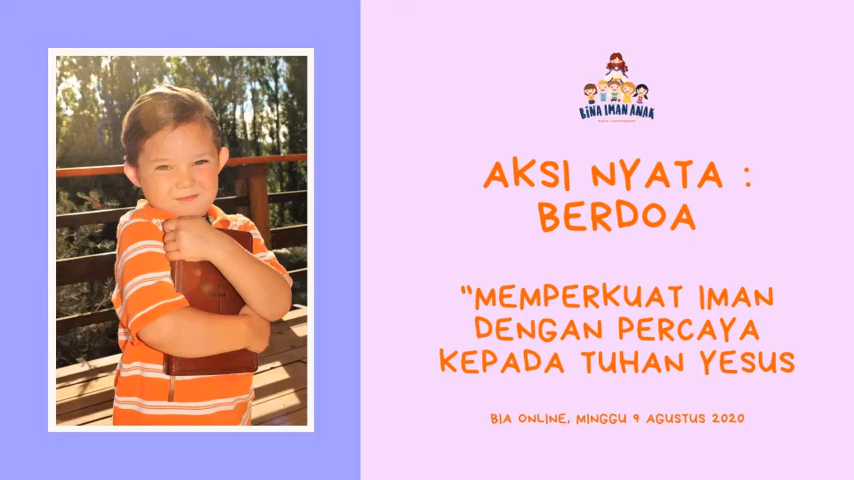 BINA IMAN ANAK
AKSI NYATA :
BERDOA
"MEMPERKUAT IMAN
DENGAN PERCAYA
KEPADA TUHAN YESUS
BIA ONLINE, MINGGU 9 AGUSTUS 2020